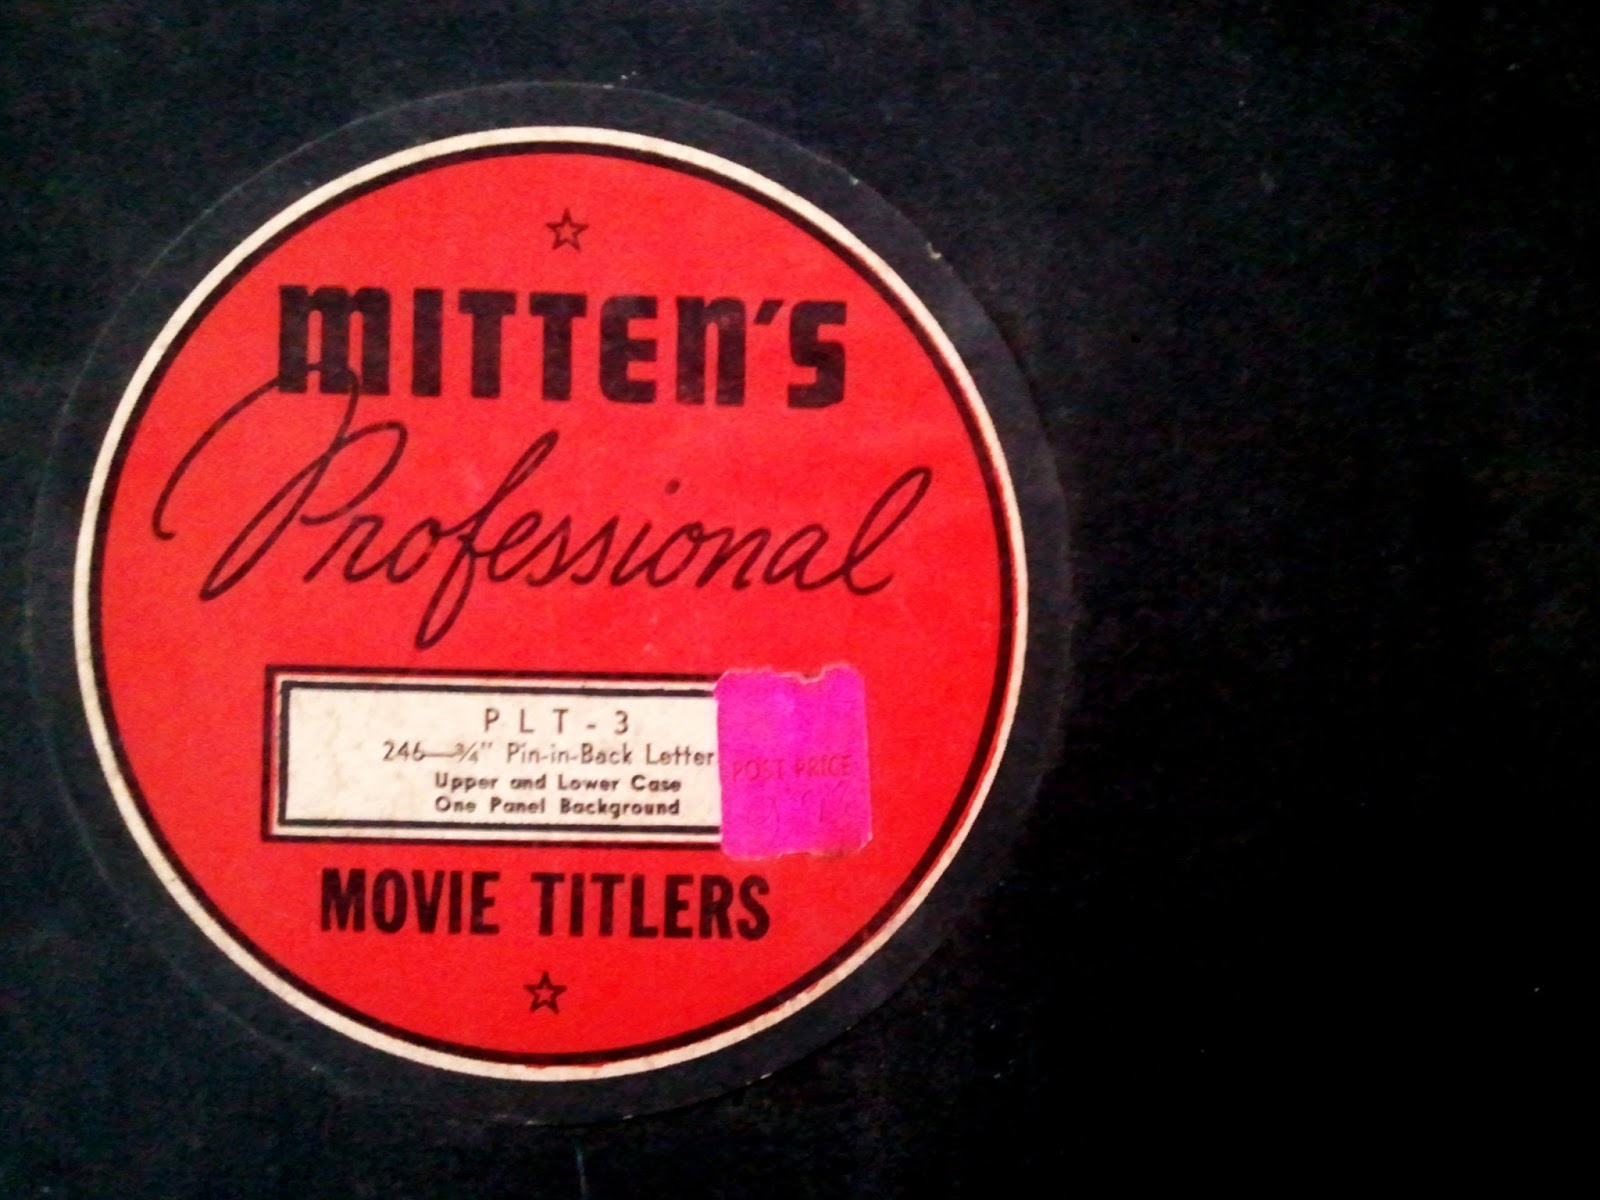 MITTEN'S
Professional
PLT-3
246—¾" Pin-in-Back Letter
Upper and Lower Case
One Panel Background
POST PRICE
MOVIE TITLERS